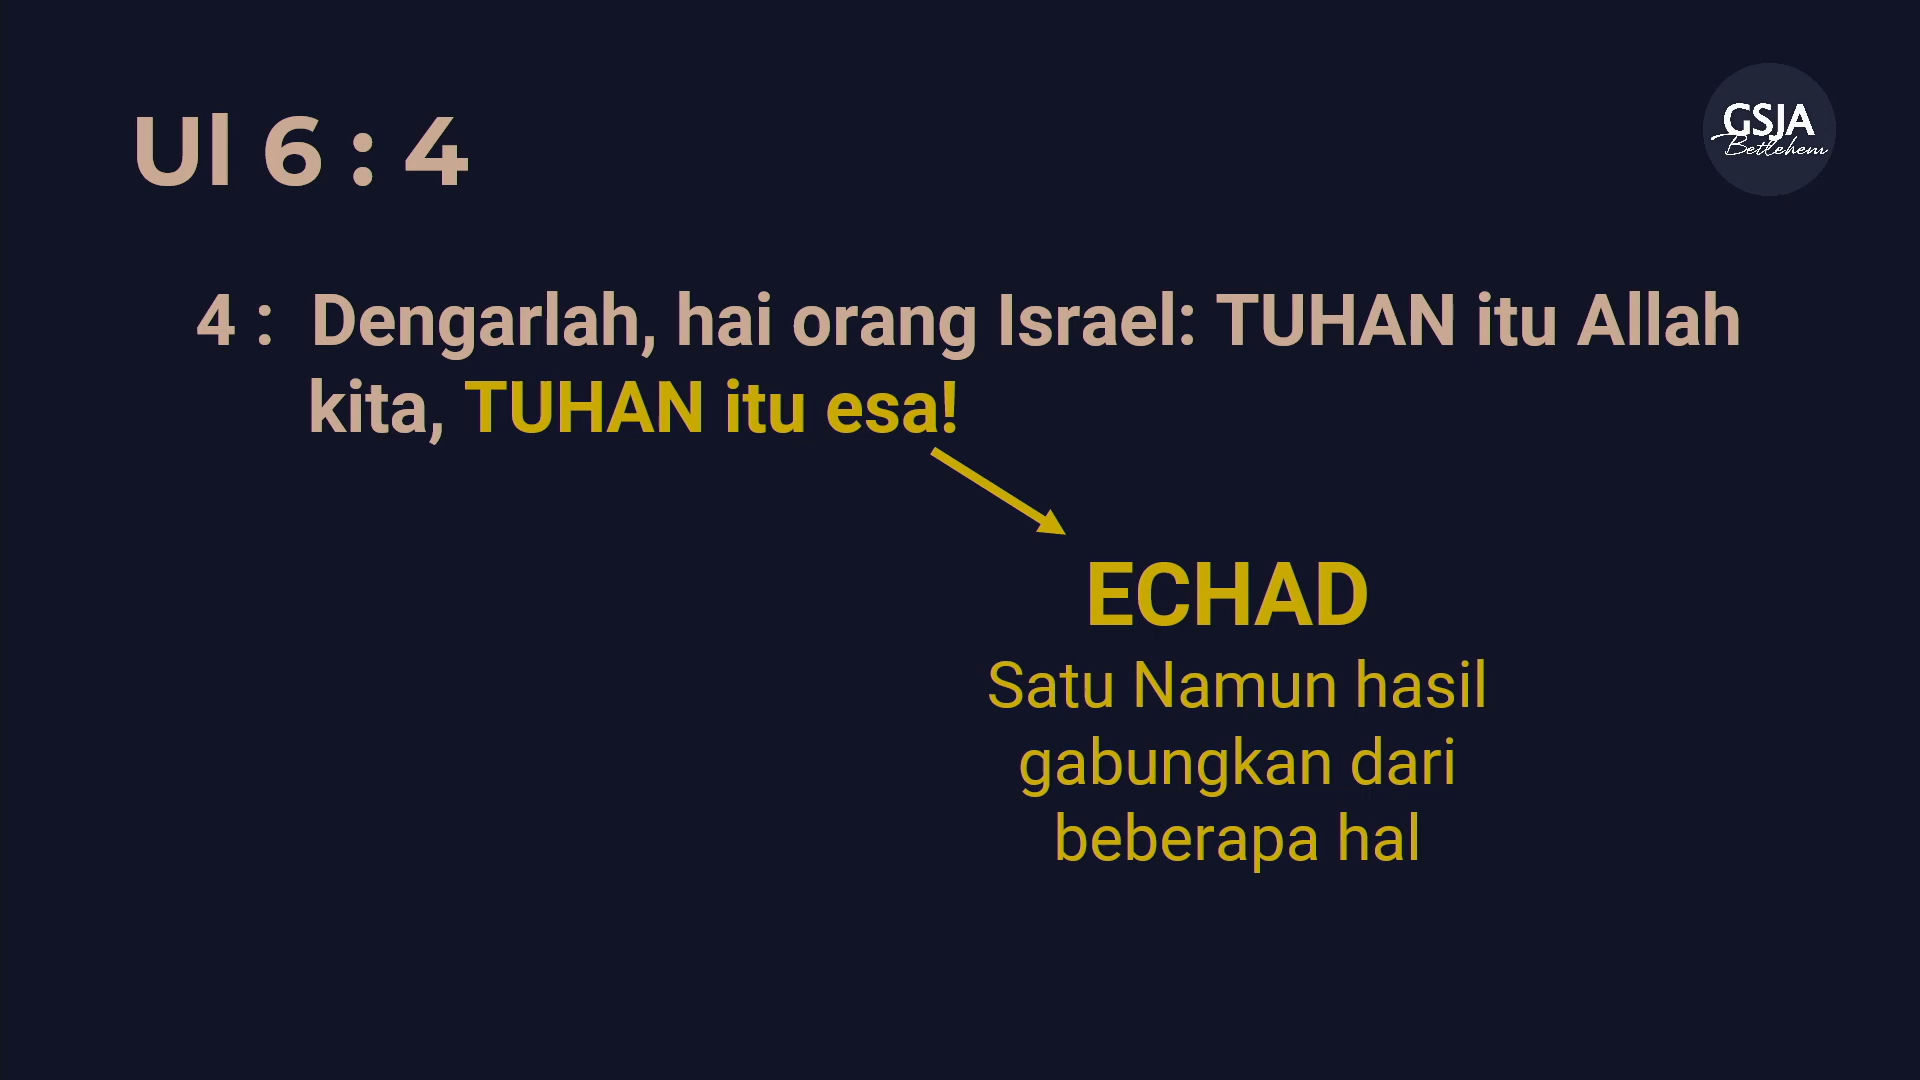 Ul 6 : 4
GSJA
Betlehem
4 : Dengarlah, hai orang Israel: TUHAN itu Allah
kita, TUHAN itu esa!
ECHAD
Satu Namun hasil
gabungkan dari
beberapa hal